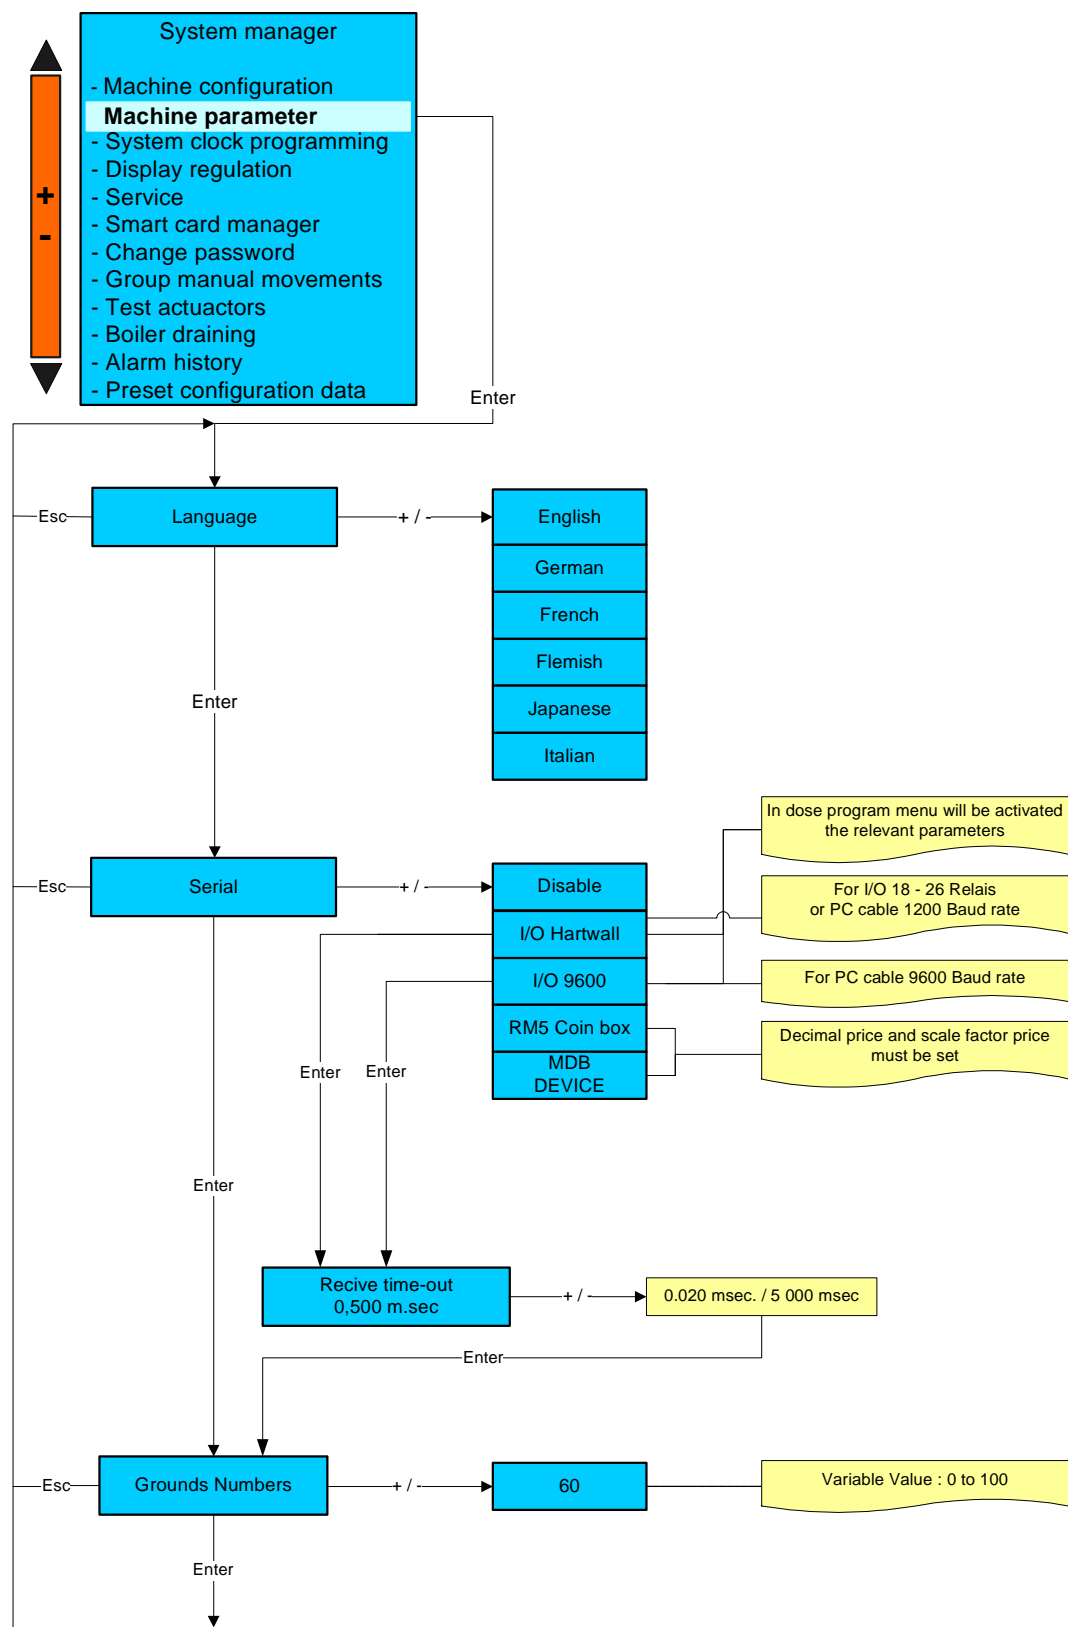 System manager
- Machine configuration
Machine parameter
- System clock programming
- Display regulation
- Service
- Smart card manager
- Change password
- Group manual movements
- Test actuactors
- Boiler draining
- Alarm history
- Preset configuration data
+
-
Enter
Esc
Language
+ / -
English
German
French
Flemish
Japanese
Italian
Enter
In dose program menu will be activated
the relevant parameters
Esc
Serial
+ / -
Disable
For I/O 18 - 26 Relais
or PC cable 1200 Baud rate
I/O Hartwall
I/O 9600
For PC cable 9600 Baud rate
RM5 Coin box
Decimal price and scale factor price
must be set
MDB
DEVICE
Enter
Enter
Enter
Recive time-out
0,500 m.sec
+ / -
0.020 msec. / 5 000 msec
Enter
Esc
Grounds Numbers
+ / -
60
Variable Value : 0 to 100
Enter